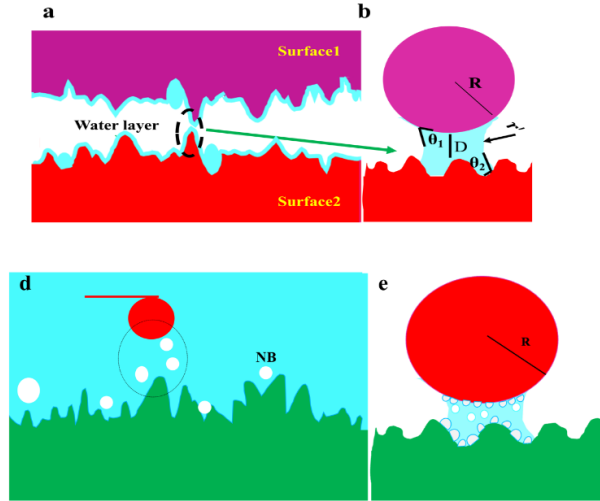 a
b
Surface1
R
Water layer
θ1
D
r'
θ2
Surface2
d
e
NB
R